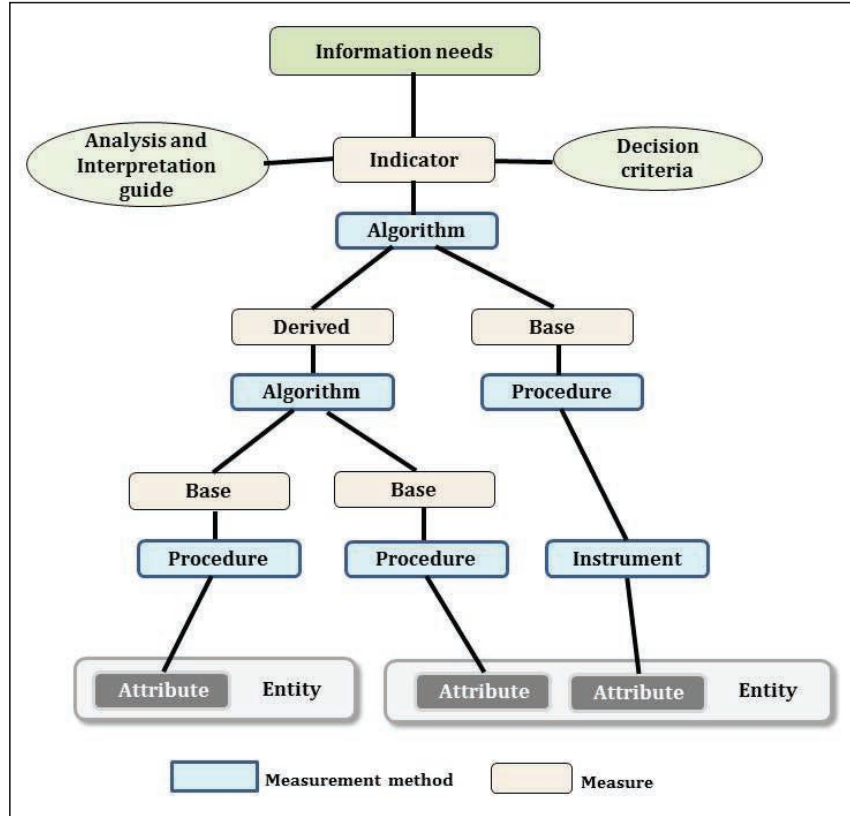 Information needs
Analysis and
Interpretation
guide
Indicator
Decision
criteria
Algorithm
Derived
Base
Algorithm
Procedure
Base
Base
Procedure
Procedure
Instrument
Attribute
Entity
Attribute
Attribute
Entity
Measurement method
Measure